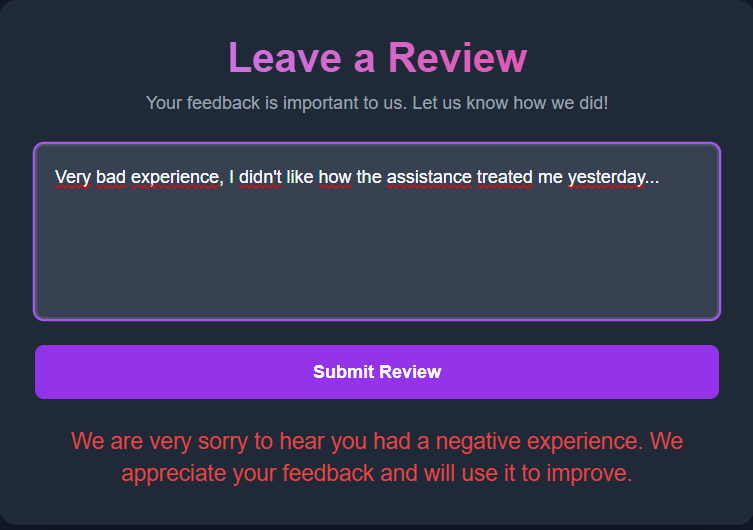 Leave a Review
Your feedback is important to us. Let us know how we did!
Very bad experience, I didn't like how the assistance treated me yesterday...
Submit Review
We are very sorry to hear you had a negative experience. We
appreciate your feedback and will use it to improve.